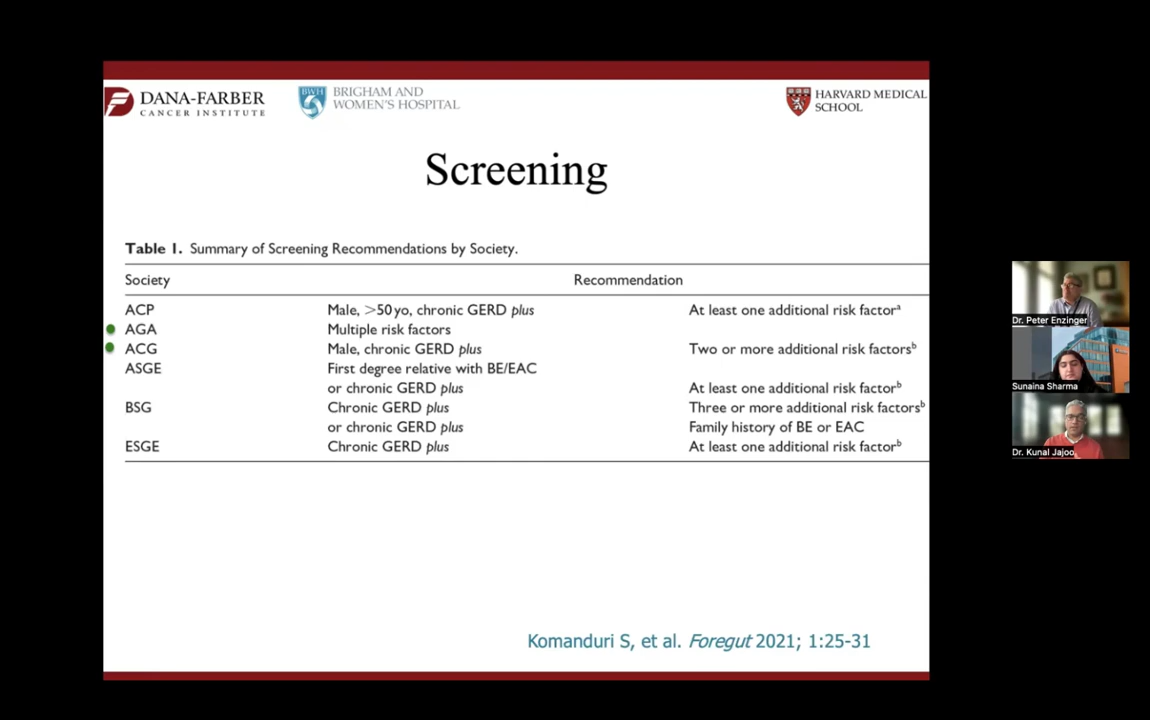 DANA-FARBER
CANCER INSTITUTE
BWH
BRIGHAM AND
WOMEN'S HOSPITAL
HARVARD MEDICAL
SCHOOL
Screening
Table 1. Summary of Screening Recommendations by Society.
Society Recommendation
ACP Male, >50 yo, chronic GERD plus At least one additional risk factorᵃ
AGA Multiple risk factors
ACG Male, chronic GERD plus Two or more additional risk factorsᵇ
ASGE First degree relative with BE/EAC
or chronic GERD plus At least one additional risk factorᵇ
BSG Chronic GERD plus Three or more additional risk factorsᵇ
or chronic GERD plus Family history of BE or EAC
ESGE Chronic GERD plus At least one additional risk factorᵇ
Komanduri S, et al. Foregut 2021; 1:25-31
Dr. Peter Enzinger
Sunaina Sharma
Dr. Kunal Jajoo